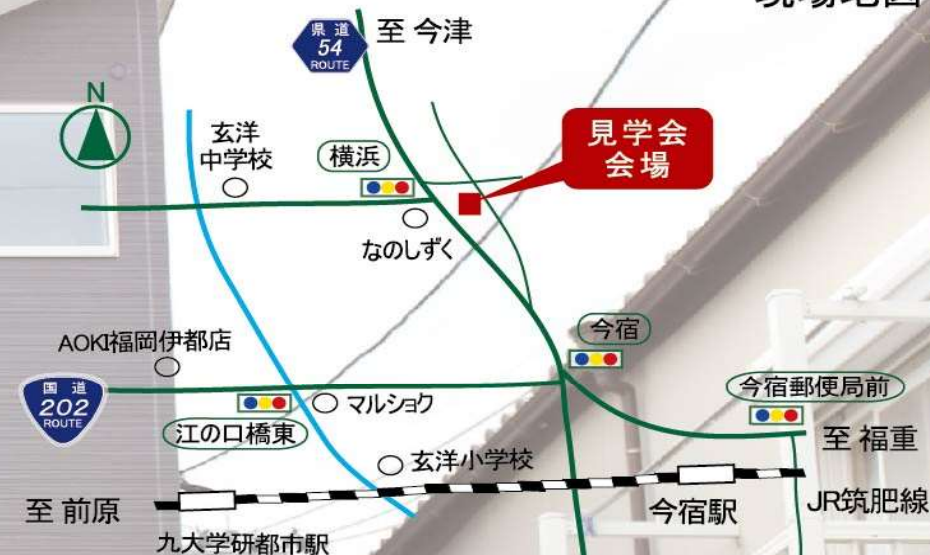 現場地図
県道
54
ROUTE
至 今津
N
玄洋
中学校
横浜
見学会
会場
なのしずく
AOKI福岡伊都店
今宿
国道
202
ROUTE
マルショク
今宿郵便局前
江の口橋東
至 福重
玄洋小学校
至 前原
今宿駅
JR筑肥線
九大学研都市駅